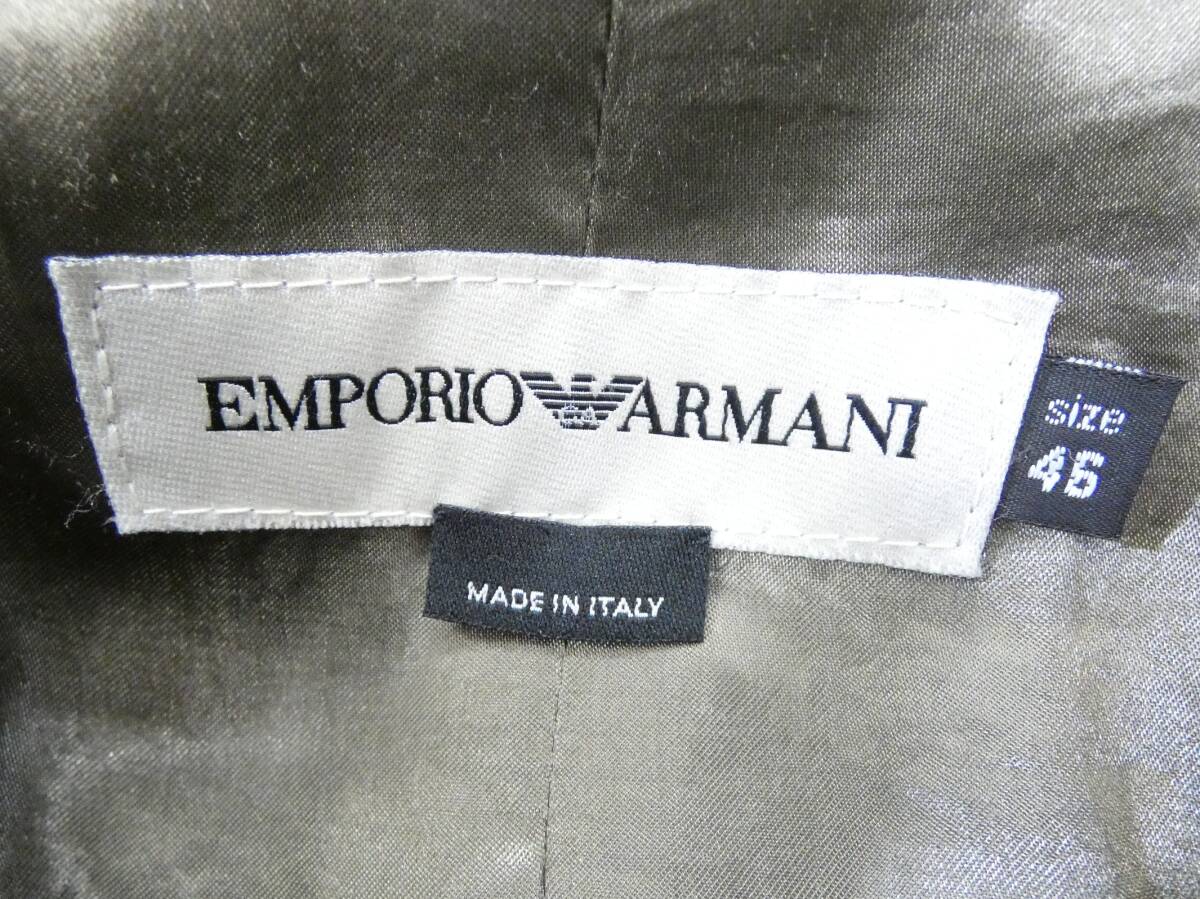 EMPORIO ARMANI
size
46
MADE IN ITALY